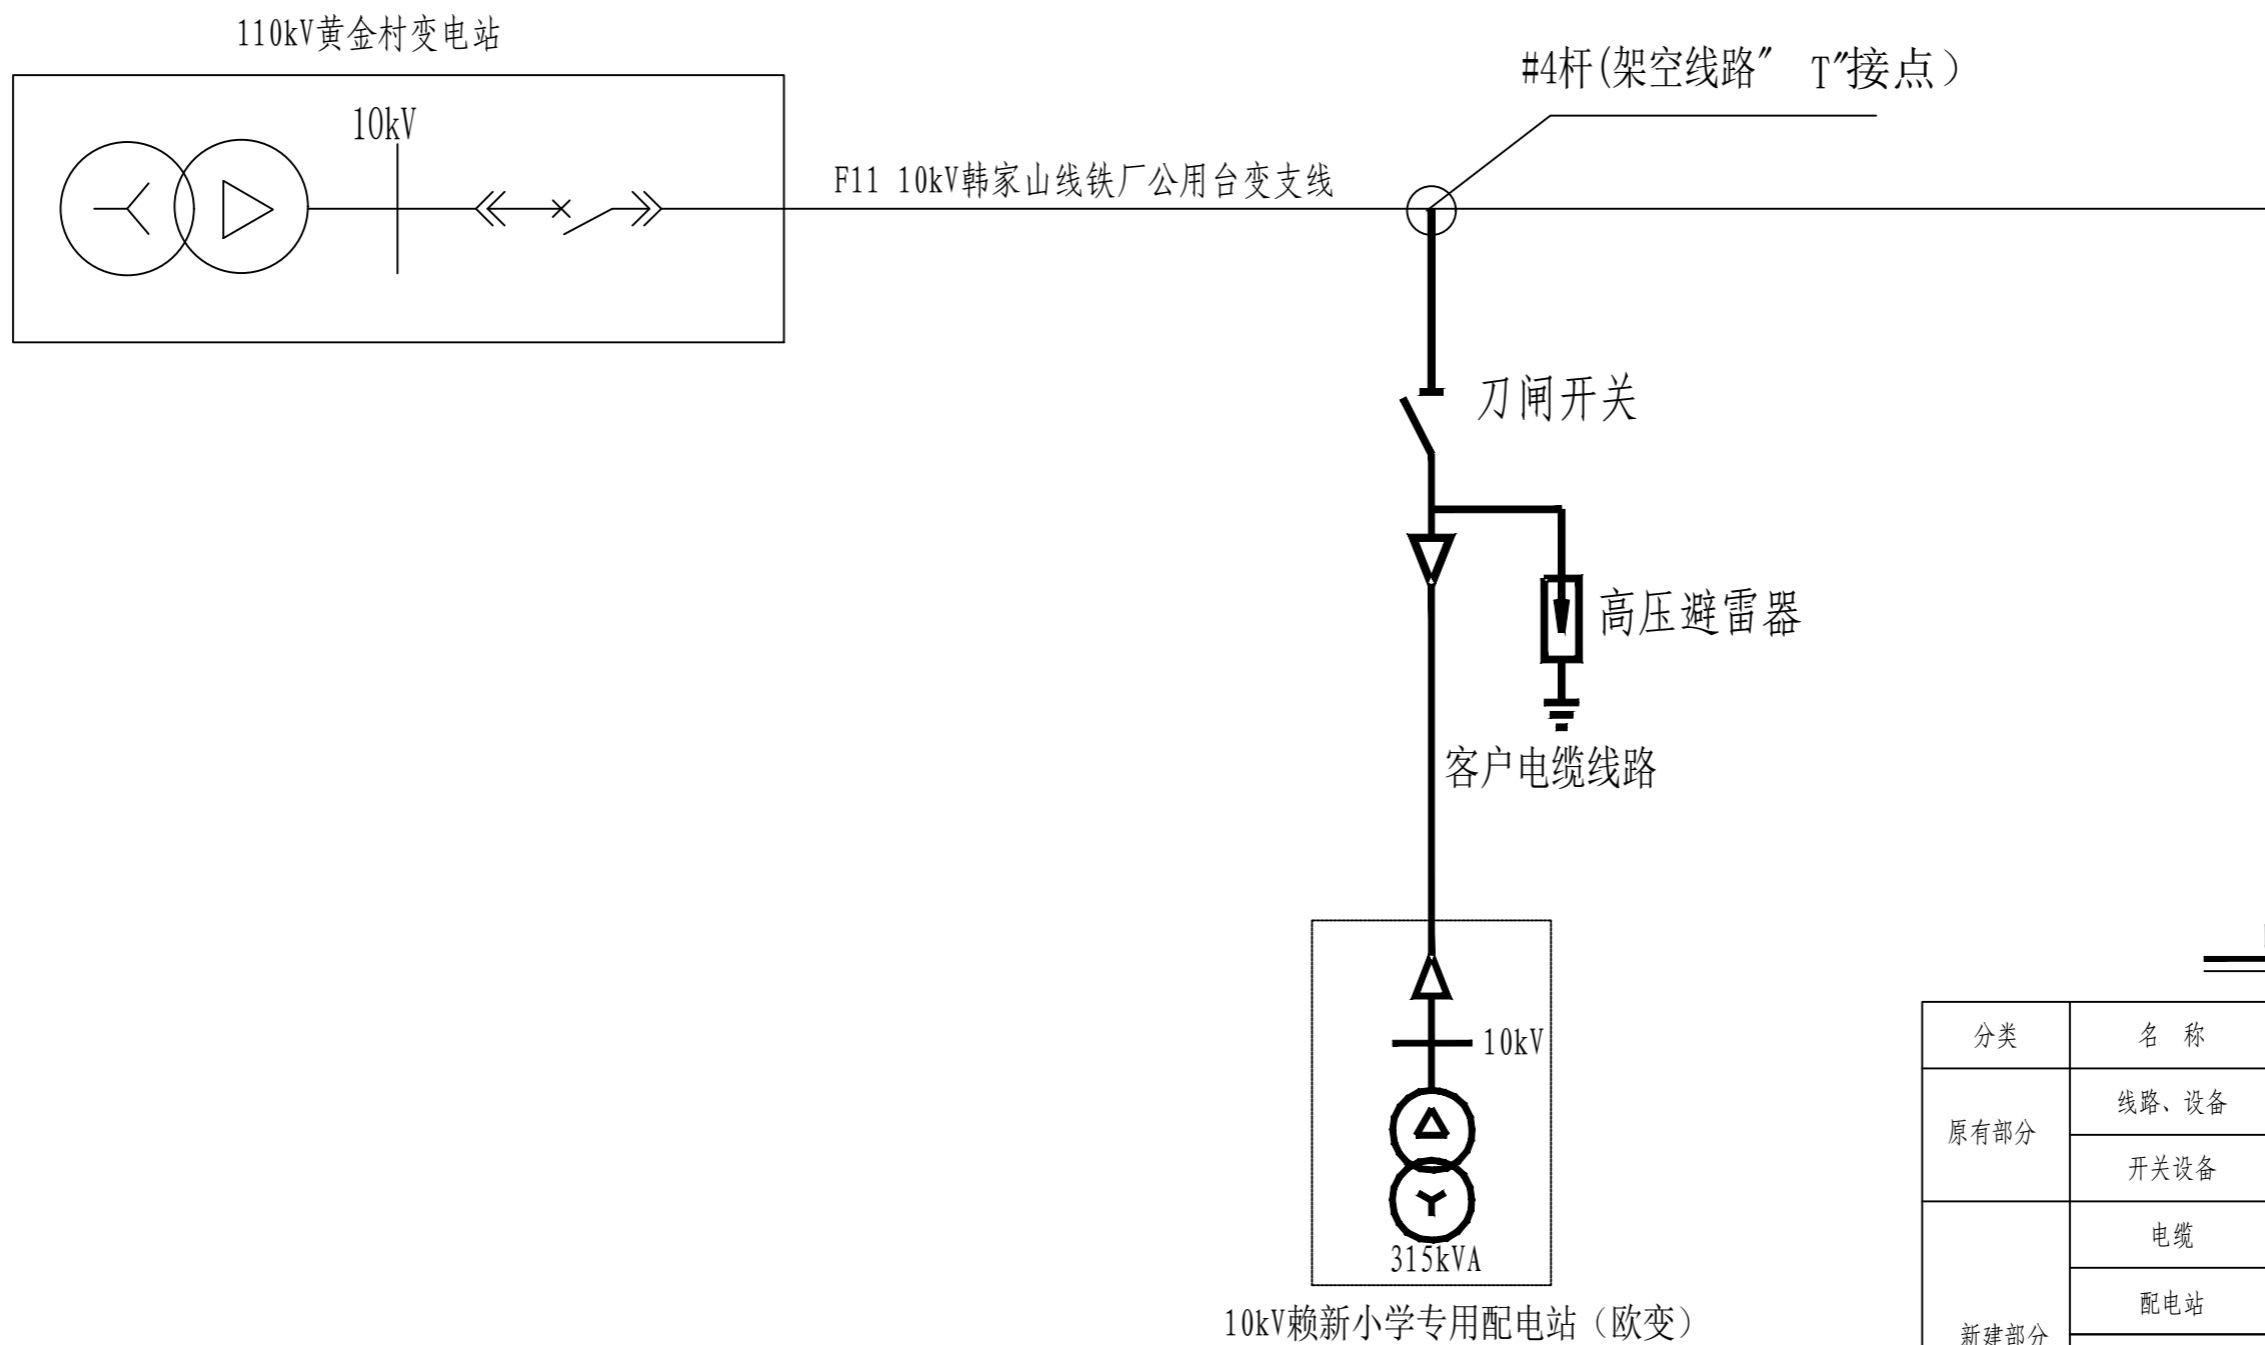 110kV黄金村变电站
#4杆(架空线路" T"接点）
10kV
F11 10kV韩家山线铁厂公用台变支线
刀闸开关
高压避雷器
客户电缆线路
10kV
315kVA
10kV赖新小学专用配电站（欧变）
分类 名 称
原有部分
线路、设备
开关设备
新建部分
电缆
配电站